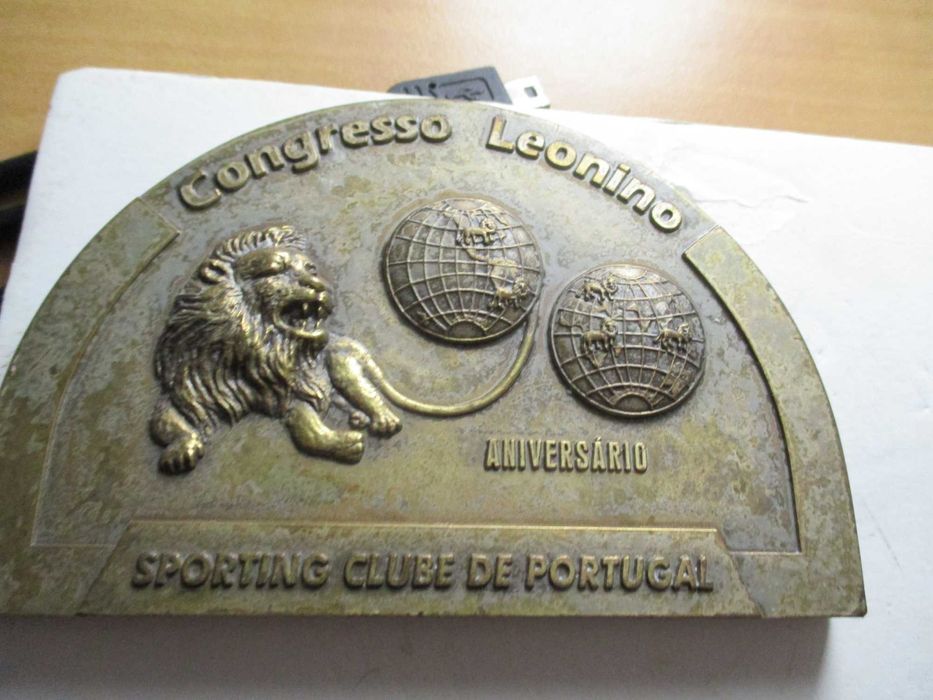 Congresso Leonino
ANIVERSÁRIO
SPORTING CLUBE DE PORTUGAL